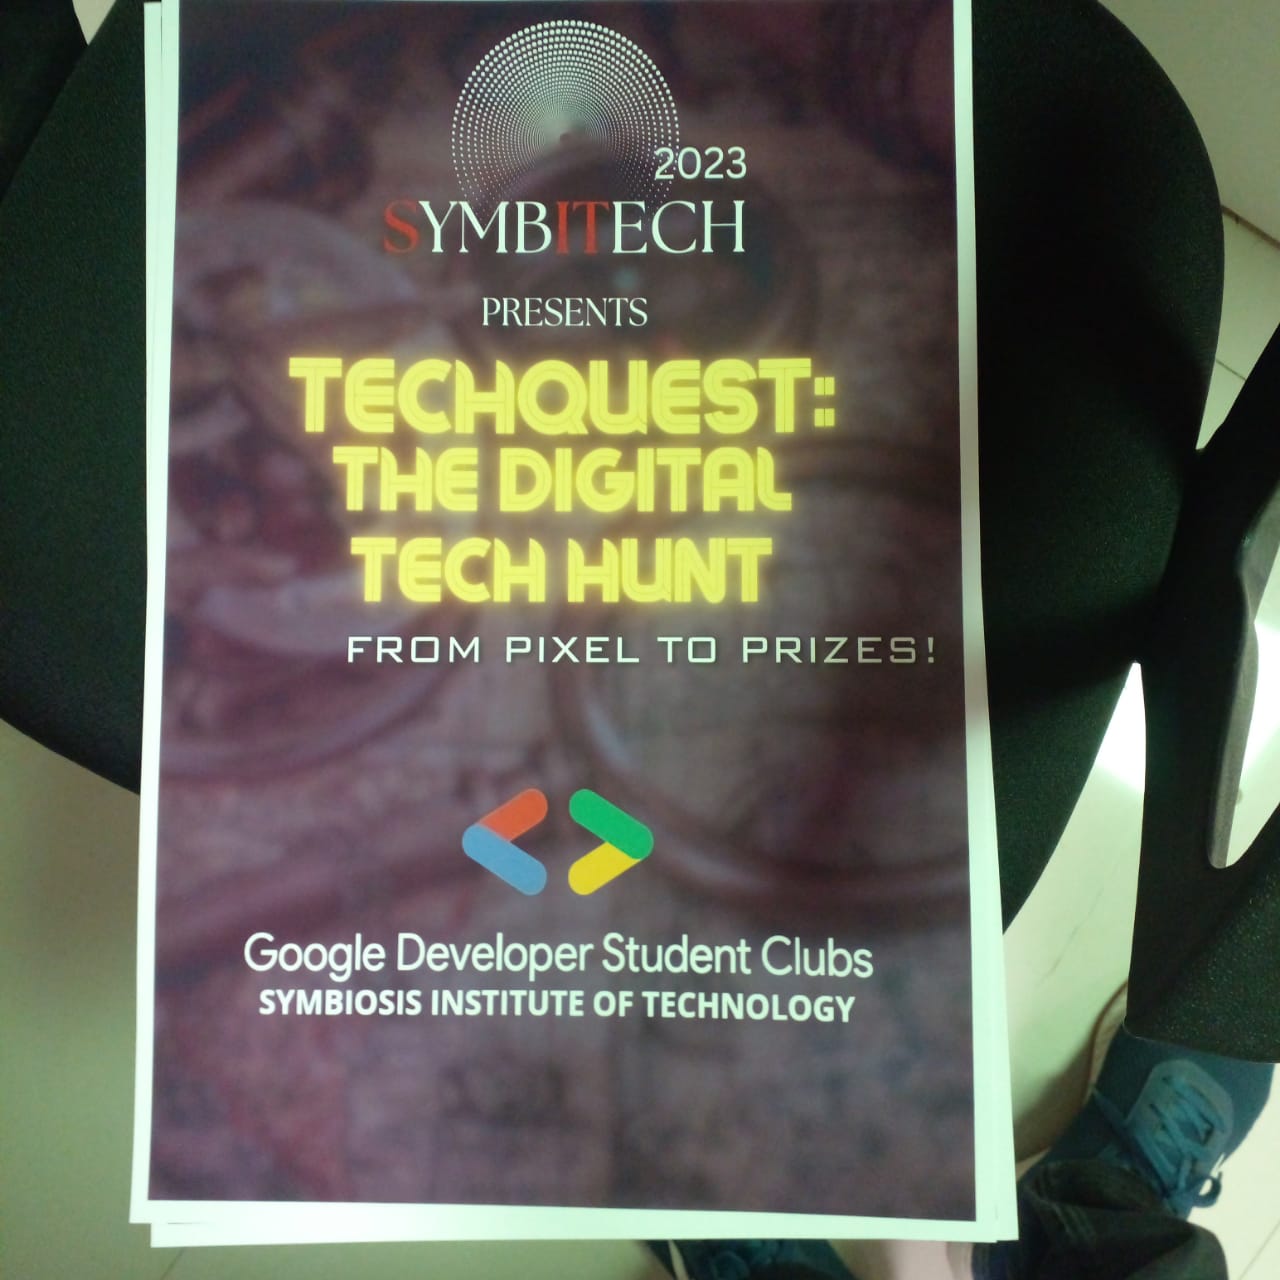 2023
SYMBITECH
PRESENTS
TECHQUEST:
THE DIGITAL
TECH HUNT
FROM PIXEL TO PRIZES!
Google Developer Student Clubs
SYMBIOSIS INSTITUTE OF TECHNOLOGY